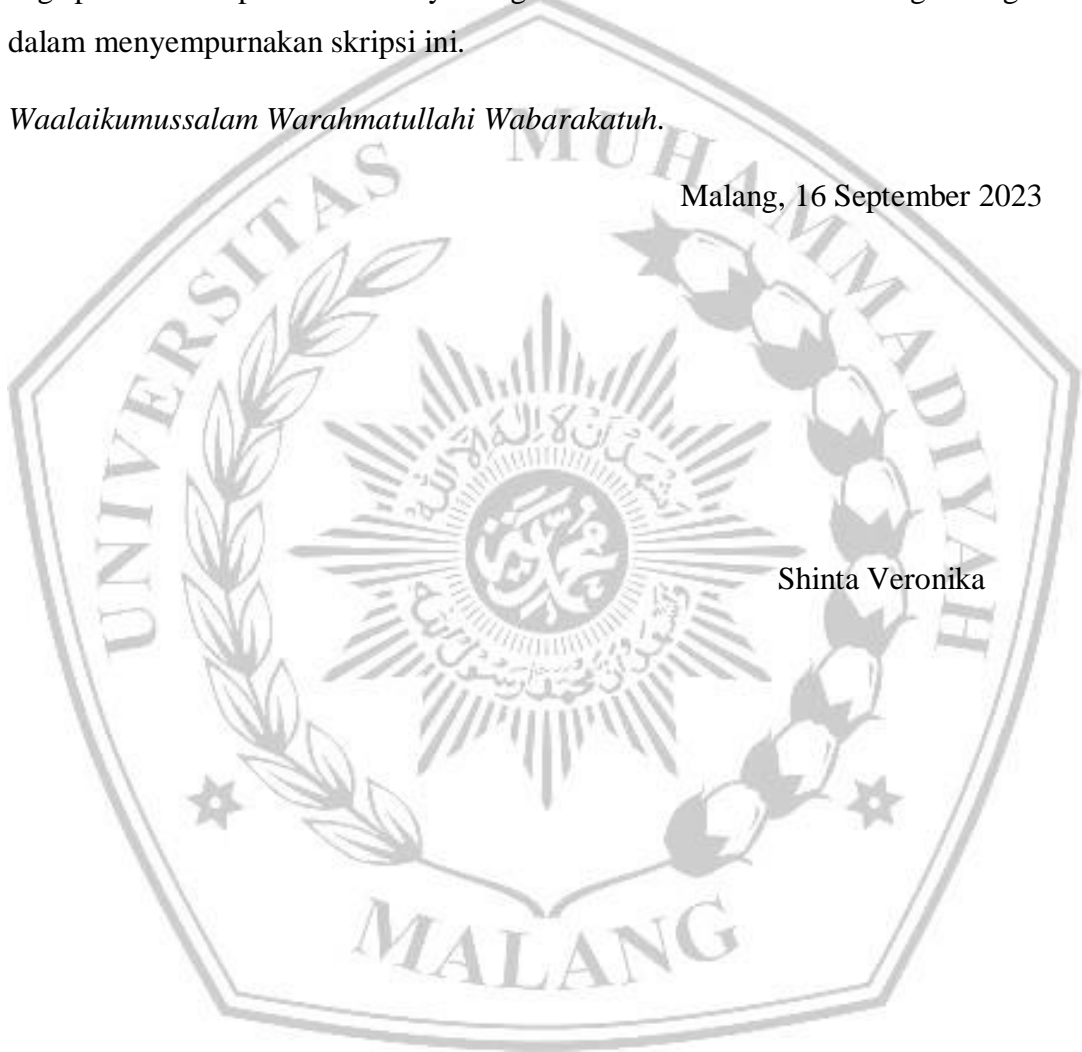 dalam menyempurnakan skripsi ini.
Waalaikumussalam Warahmatullahi Wabarakatuh.
Malang, 16 September 2023
Shinta Veronika
UNIVERSITAS MUHAMMADIYAH
MALANG